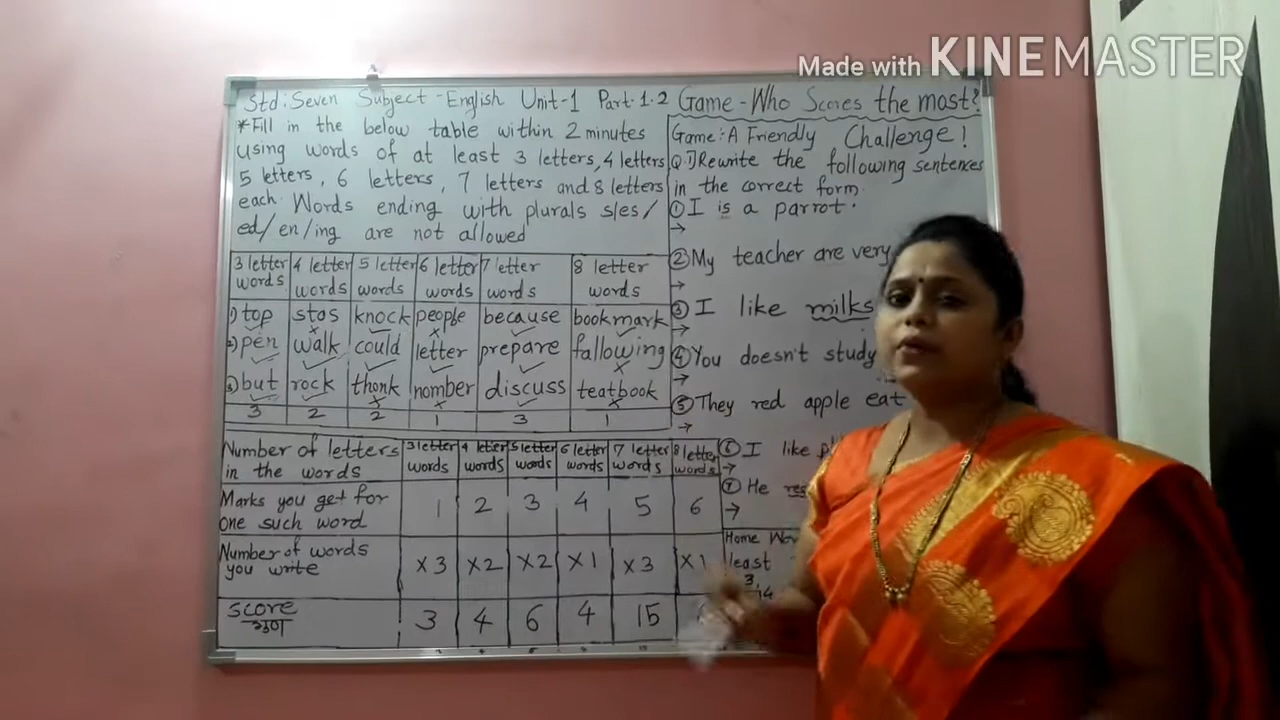 Made with KINEMASTER
Std: Seven Subject - English Unit-1 Part-1.2 Game - Who Scores the most?
*Fill in the below table within 2 minutes
using words of at least 3 letters, 4 letters
5 letters, 6 letters, 7 letters and 8 letters
each. Words ending with plurals s/es/
ed/en/ing are not allowed
3 letter words 4 letter words 5 letter words 6 letter words 7 letter words 8 letter words
1) top stas knock people because bookmark
2) pen walk could letter prepare fallowing
3) but rock thonk nomber discuss teatbook
3 2 2 1 3 1
Number of letters in the words 3 letter words 4 letter words 5 letter words 6 letter words 7 letter words 8 letter words
Marks you get for one such word 1 2 3 4 5 6
Number of words you write ×3 ×2 ×2 ×1 ×3 ×1
Score 3 4 6 4 15
Game: A Friendly Challenge!
Q.1) Rewrite the following sentences
in the correct form.
① I is a parrot.
→
② My teacher are very
→
③ I like milks
→
④ You doesn't study
→
⑤ They red apple eat
→
⑥ I like
→
⑦ He
→
Home
least
3,